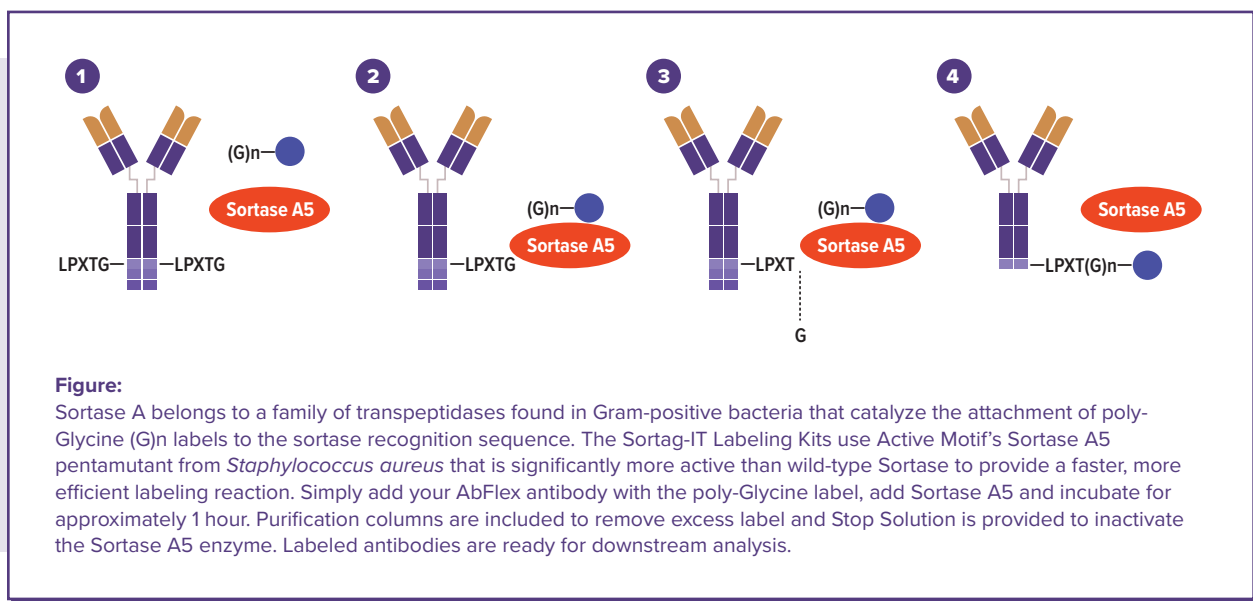 1
2
3
4
(G)n
Sortase A5
LPXTG
LPXTG
(G)n
Sortase A5
LPXTG
(G)n
Sortase A5
LPXT
G
Sortase A5
LPXT(G)n
Figure:
Sortase A belongs to a family of transpeptidases found in Gram-positive bacteria that catalyze the attachment of poly-
Glycine (G)n labels to the sortase recognition sequence. The Sortag-IT Labeling Kits use Active Motif’s Sortase A5
pentamutant from Staphylococcus aureus that is significantly more active than wild-type Sortase to provide a faster, more
efficient labeling reaction. Simply add your AbFlex antibody with the poly-Glycine label, add Sortase A5 and incubate for
approximately 1 hour. Purification columns are included to remove excess label and Stop Solution is provided to inactivate
the Sortase A5 enzyme. Labeled antibodies are ready for downstream analysis.